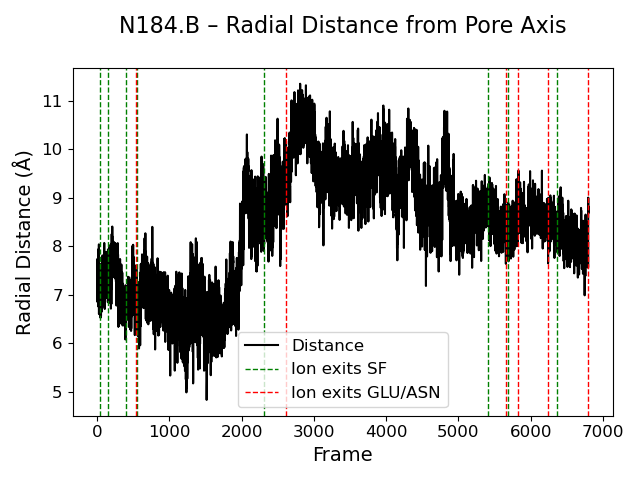 N184.B – Radial Distance from Pore Axis
Radial Distance (Å)
11
10
9
8
7
6
5
Distance
Ion exits SF
Ion exits GLU/ASN
0 1000 2000 3000 4000 5000 6000 7000
Frame